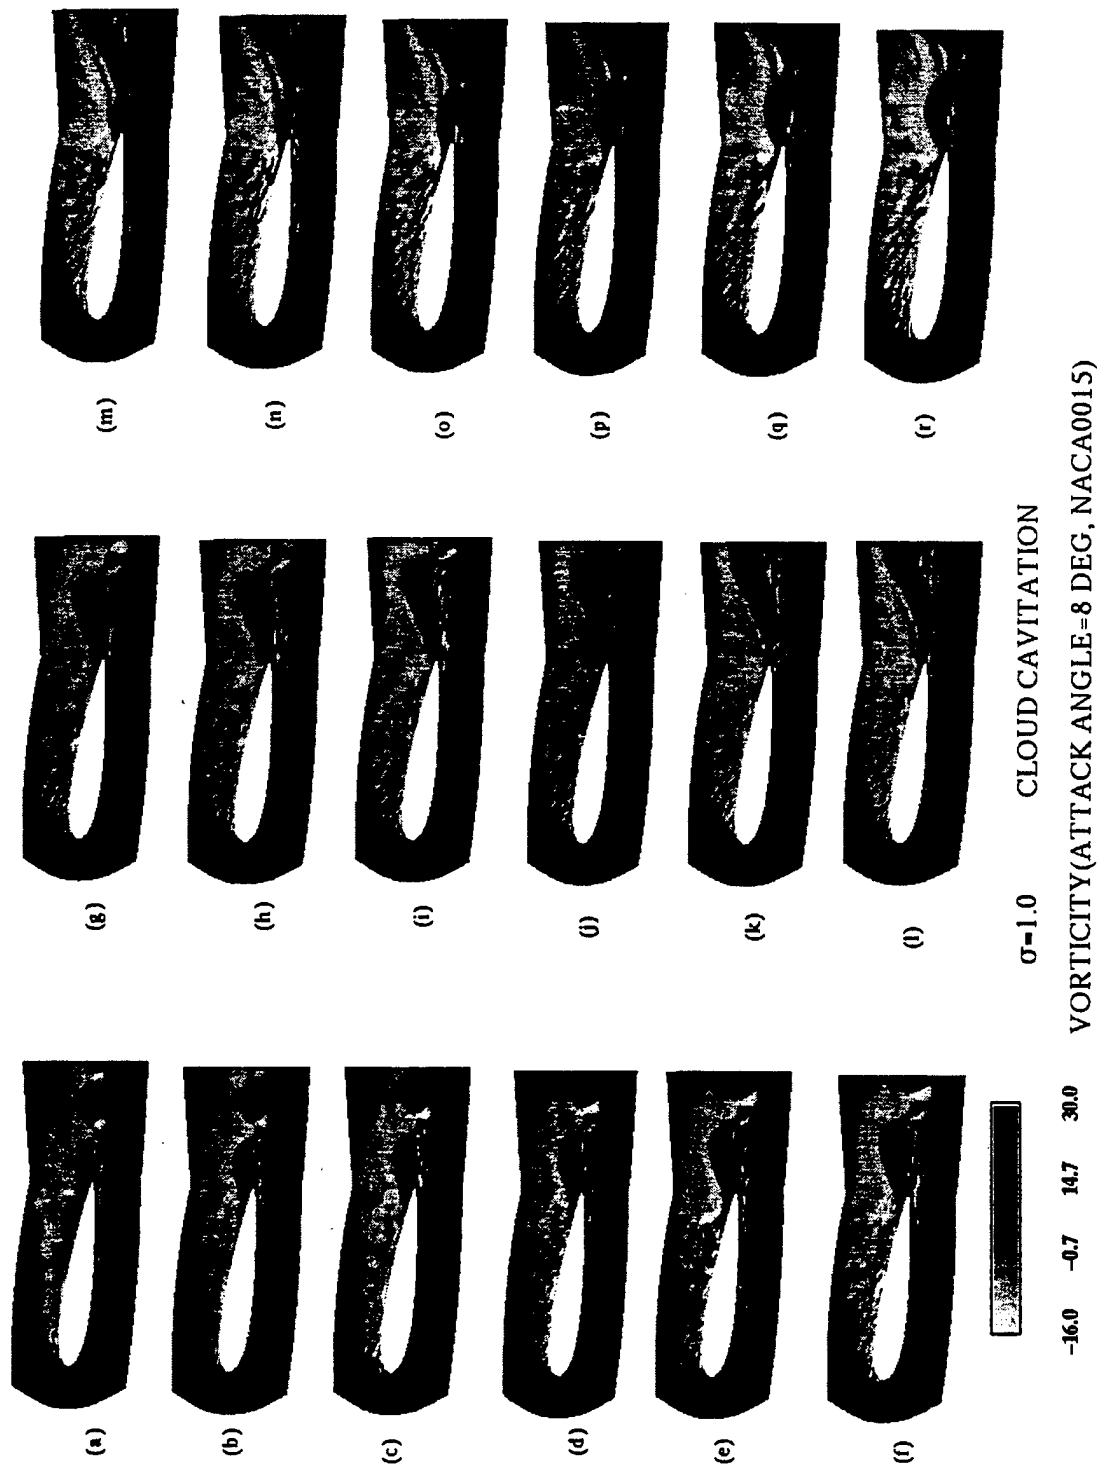 (a)
(b)
(c)
(d)
(e)
(f)
(g)
(h)
(i)
(j)
(k)
(l)
(m)
(n)
(o)
(p)
(q)
(r)
-16.0 -0.7 14.7 30.0
σ=1.0 CLOUD CAVITATION
VORTICITY(ATTACK ANGLE=8 DEG, NACA0015)